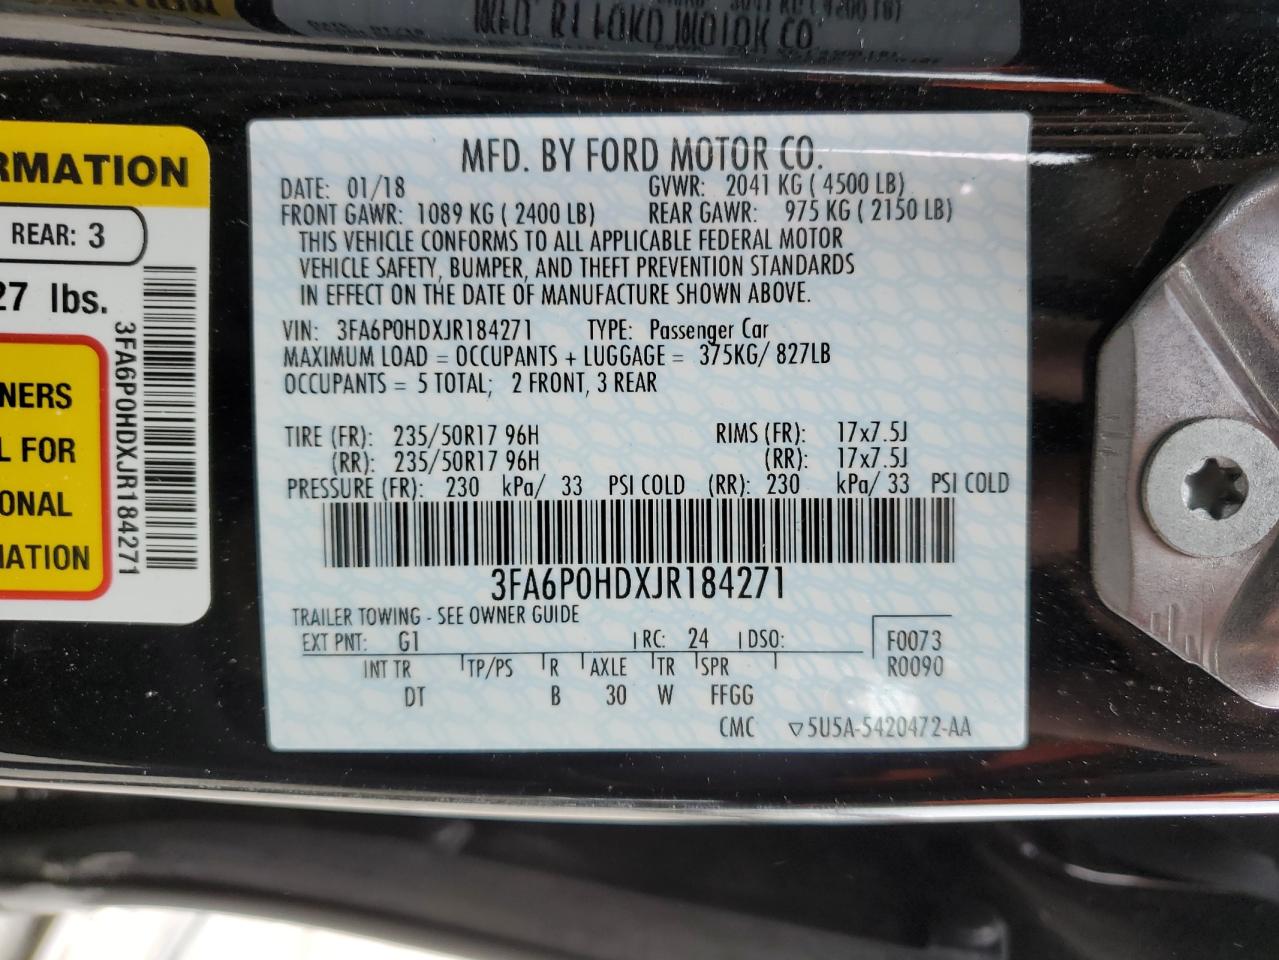 MFD. BY FORD MOTOR CO.
DATE: 01/18 GVWR: 2041 KG ( 4500 LB)
FRONT GAWR: 1089 KG ( 2400 LB) REAR GAWR: 975 KG ( 2150 LB)
THIS VEHICLE CONFORMS TO ALL APPLICABLE FEDERAL MOTOR
VEHICLE SAFETY, BUMPER, AND THEFT PREVENTION STANDARDS
IN EFFECT ON THE DATE OF MANUFACTURE SHOWN ABOVE.
VIN: 3FA6P0HDXJR184271 TYPE: Passenger Car
MAXIMUM LOAD = OCCUPANTS + LUGGAGE = 375KG/ 827LB
OCCUPANTS = 5 TOTAL; 2 FRONT, 3 REAR
TIRE (FR): 235/50R17 96H RIMS (FR): 17x7.5J
(RR): 235/50R17 96H (RR): 17x7.5J
PRESSURE (FR): 230 kPa/ 33 PSI COLD (RR): 230 kPa/ 33 PSI COLD
3FA6P0HDXJR184271
TRAILER TOWING - SEE OWNER GUIDE
EXT PNT: G1 RC: 24 DSO: F0073
INT TR TP/PS R AXLE TR SPR R0090
DT B 30 W FFGG
CMC ▽5U5A-5420472-AA
RMATION
REAR: 3
27 lbs.
NERS
L FOR
ONAL
MATION
3FA6P0HDXJR184271